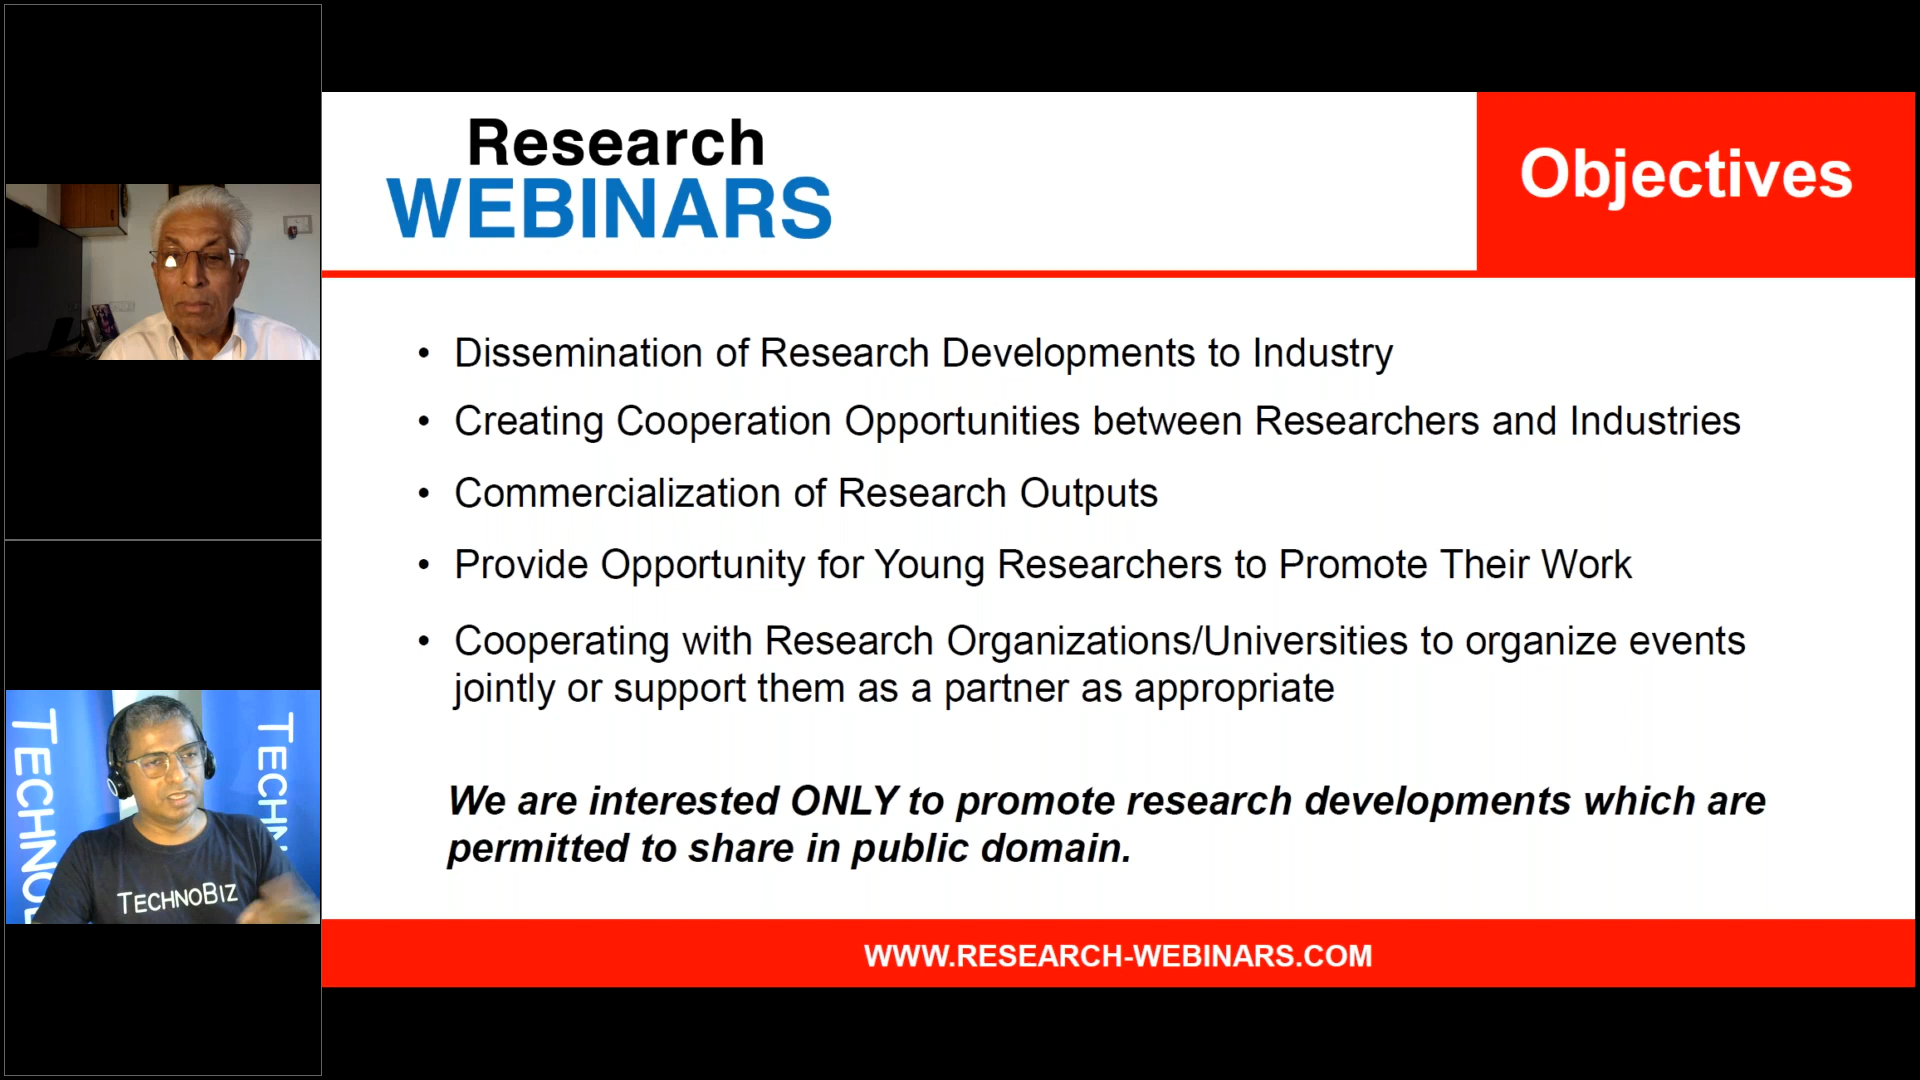 Research
WEBINARS
Objectives
• Dissemination of Research Developments to Industry
• Creating Cooperation Opportunities between Researchers and Industries
• Commercialization of Research Outputs
• Provide Opportunity for Young Researchers to Promote Their Work
• Cooperating with Research Organizations/Universities to organize events
jointly or support them as a partner as appropriate
We are interested ONLY to promote research developments which are
permitted to share in public domain.
WWW.RESEARCH-WEBINARS.COM
TECHNO
TECHN
TECHNOBIZ